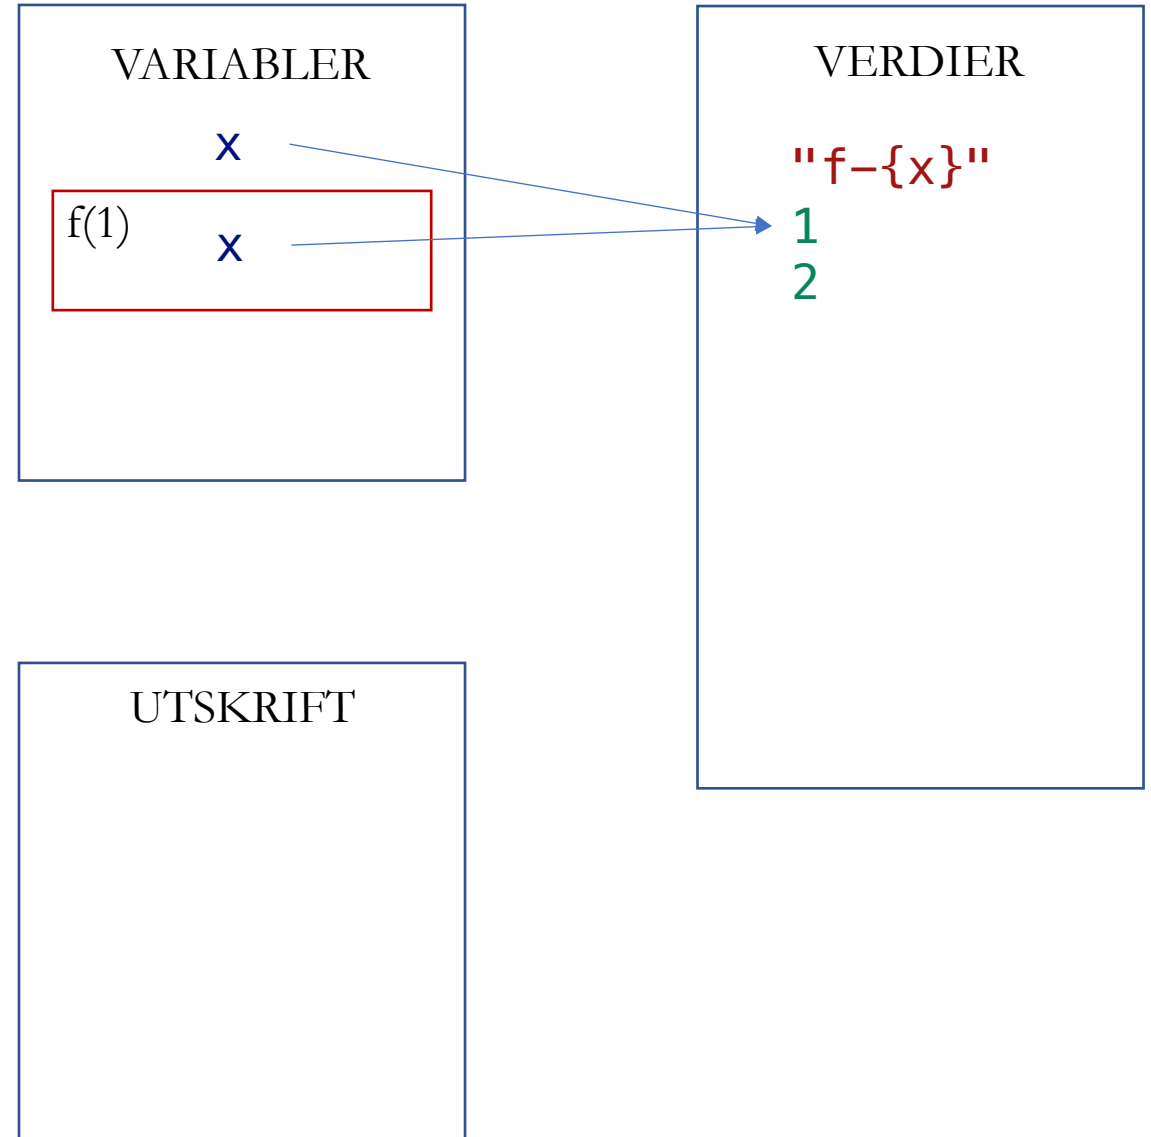 VARIABLER
x
f(1)
x
VERDIER
"f-{x}"
1
2
UTSKRIFT